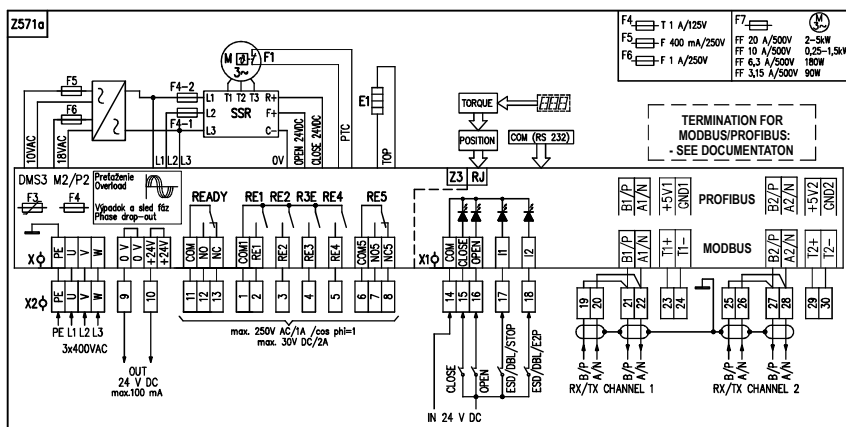 Z571a
F4 T 1 A/125V
F5 F 400 mA/250V
F6 F 1 A/250V
F7 M 3~
FF 20 A/500V 2-5kW
FF 10 A/500V 0,25-1,5kW
FF 6,3 A/500V 180W
FF 3,15 A/500V 90W
M 3~ F1
F5
F6
F4-2
F4-1
L1 T1 T2 T3 R+
L2 SSR F+
L3 C-
E1
10VAC
18VAC
L1 L2 L3
0V
OPEN 24VDC
CLOSE 24VDC
PTC
TOP
TORQUE
POSITION
COM (RS 232)
TERMINATION FOR
MODBUS/PROFIBUS:
- SEE DOCUMENTATON
DMS3 M2/P2
F3
F4
Preťaženie
Overload
Výpadok a sled fáz
Phase drop-out
READY
RE1 RE2 R3E RE4
RE5
Z3 RJ
PROFIBUS
MODBUS
B1/P
A1/N
+5V1
GND1
B2/P
A2/N
+5V2
GND2
X
PE U V W
0 V
0 V
+24V
+24V
COM NO NC
COM1 RE1 RE2 RE3 RE4
COM5 NO5 NC5
X1
COM CLOSE OPEN I1 I2
B1/P
A1/N
T1+
T1-
B2/P
A2/N
T2+
T2-
X2
PE U V W
9 10 11 12 13 1 2 3 4 5 6 7 8
14 15 16 17 18
19 20 21 22 23 24 25 26 27 28 29 30
PE L1 L2 L3
3x400VAC
OUT
24 V DC
max.100 mA
max. 250V AC/1A /cos phi=1
max. 30V DC/2A
CLOSE
OPEN
ESD/DBL/STOP
ESD/DBL/E2P
IN 24 V DC
B/P
A/N
B/P
A/N
RX/TX CHANNEL 1
B/P
A/N
B/P
A/N
RX/TX CHANNEL 2